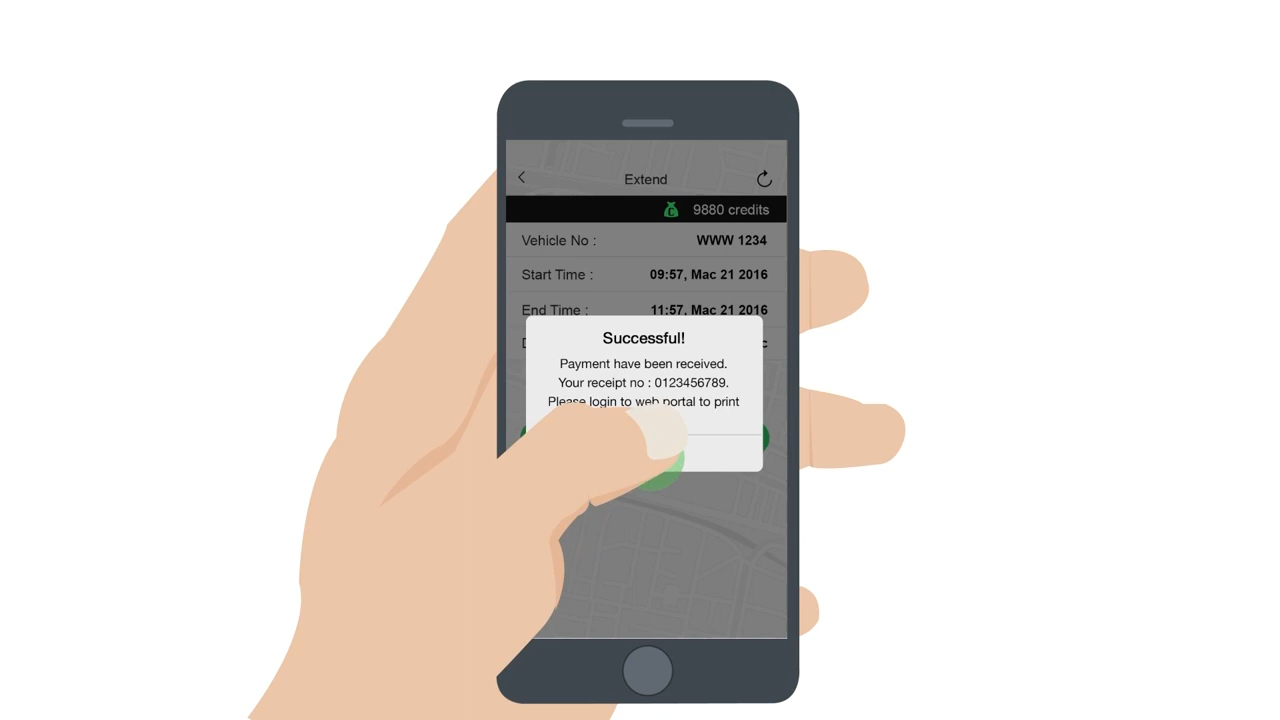 Extend
9880 credits
Vehicle No : WWW 1234
Start Time : 09:57, Mac 21 2016
End Time : 11:57, Mac 21 2016
Successful!
Payment have been received.
Your receipt no : 0123456789.
Please login to web portal to print